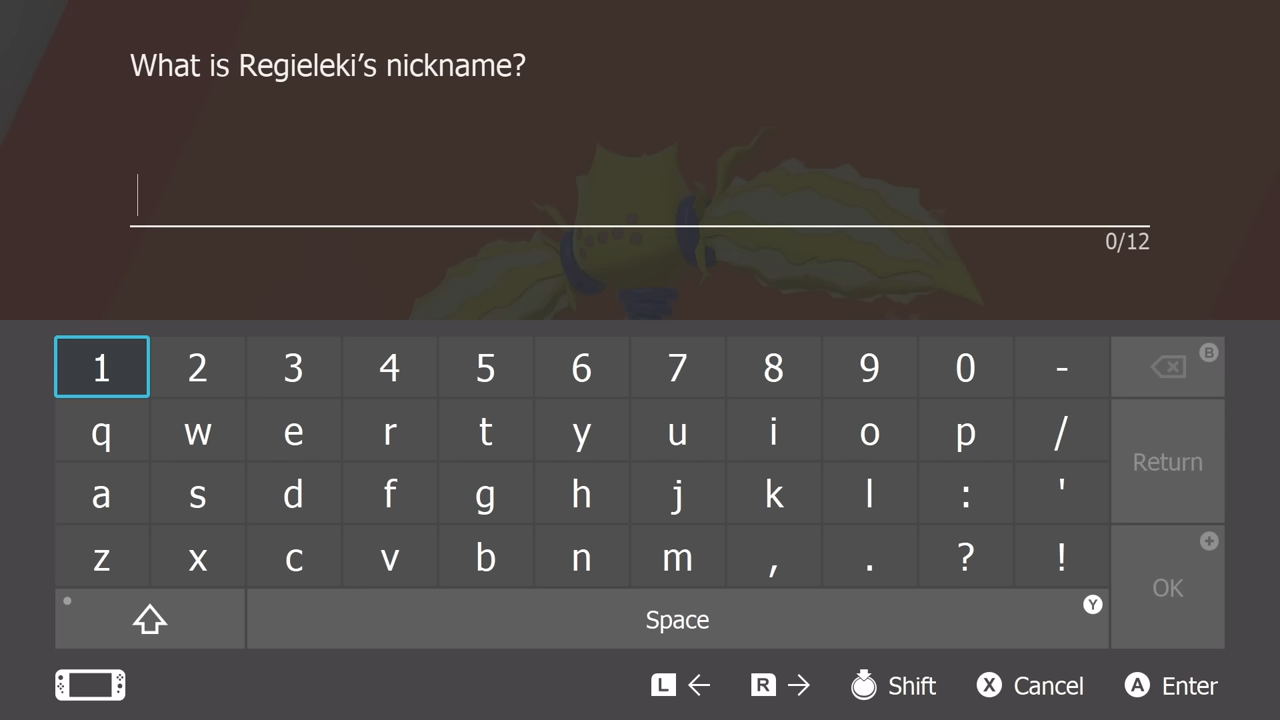 What is Regieleki’s nickname?
0/12
1 2 3 4 5 6 7 8 9 0 - B
q w e r t y u i o p / Return
a s d f g h j k l : '
z x c v b n m , . ? ! + OK
Space Y
L ← R → Shift X Cancel A Enter